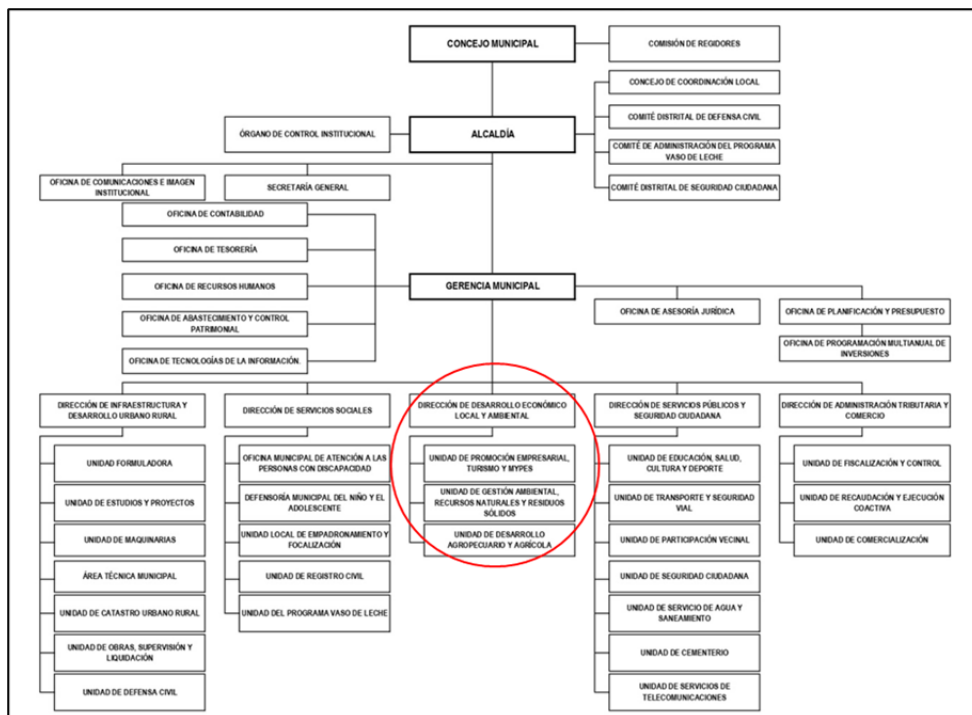 CONCEJO MUNICIPAL
COMISIÓN DE REGIDORES
CONCEJO DE COORDINACIÓN LOCAL
COMITÉ DISTRITAL DE DEFENSA CIVIL
ÓRGANO DE CONTROL INSTITUCIONAL
ALCALDÍA
COMITÉ DE ADMINISTRACIÓN DEL PROGRAMA
VASO DE LECHE
COMITÉ DISTRITAL DE SEGURIDAD CIUDADANA
OFICINA DE COMUNICACIONES E IMAGEN
INSTITUCIONAL
SECRETARÍA GENERAL
OFICINA DE CONTABILIDAD
OFICINA DE TESORERÍA
OFICINA DE RECURSOS HUMANOS
GERENCIA MUNICIPAL
OFICINA DE ASESORÍA JURÍDICA
OFICINA DE PLANIFICACIÓN Y PRESUPUESTO
OFICINA DE ABASTECIMIENTO Y CONTROL
PATRIMONIAL
OFICINA DE PROGRAMACIÓN MULTIANUAL DE
INVERSIONES
OFICINA DE TECNOLOGÍAS DE LA INFORMACIÓN.
DIRECCIÓN DE INFRAESTRUCTURA Y
DESARROLLO URBANO RURAL
UNIDAD FORMULADORA
UNIDAD DE ESTUDIOS Y PROYECTOS
UNIDAD DE MAQUINARIAS
ÁREA TÉCNICA MUNICIPAL
UNIDAD DE CATASTRO URBANO RURAL
UNIDAD DE OBRAS, SUPERVISIÓN Y
LIQUIDACIÓN
UNIDAD DE DEFENSA CIVIL
DIRECCIÓN DE SERVICIOS SOCIALES
OFICINA MUNICIPAL DE ATENCIÓN A LAS
PERSONAS CON DISCAPACIDAD
DEFENSORÍA MUNICIPAL DEL NIÑO Y EL
ADOLESCENTE
UNIDAD LOCAL DE EMPADRONAMIENTO Y
FOCALIZACIÓN
UNIDAD DE REGISTRO CIVIL
UNIDAD DEL PROGRAMA VASO DE LECHE
DIRECCIÓN DE DESARROLLO ECONÓMICO
LOCAL Y AMBIENTAL
UNIDAD DE PROMOCIÓN EMPRESARIAL,
TURISMO Y MYPES
UNIDAD DE GESTIÓN AMBIENTAL,
RECURSOS NATURALES Y RESIDUOS
SÓLIDOS
UNIDAD DE DESARROLLO
AGROPECUARIO Y AGRÍCOLA
DIRECCIÓN DE SERVICIOS PÚBLICOS Y
SEGURIDAD CIUDADANA
UNIDAD DE EDUCACIÓN, SALUD,
CULTURA Y DEPORTE
UNIDAD DE TRANSPORTE Y SEGURIDAD
VIAL
UNIDAD DE PARTICIPACIÓN VECINAL
UNIDAD DE SEGURIDAD CIUDADANA
UNIDAD DE SERVICIO DE AGUA Y
SANEAMIENTO
UNIDAD DE CEMENTERIO
UNIDAD DE SERVICIOS DE
TELECOMUNICACIONES
DIRECCIÓN DE ADMINISTRACIÓN TRIBUTARIA Y
COMERCIO
UNIDAD DE FISCALIZACIÓN Y CONTROL
UNIDAD DE RECAUDACIÓN Y EJECUCIÓN
COACTIVA
UNIDAD DE COMERCIALIZACIÓN